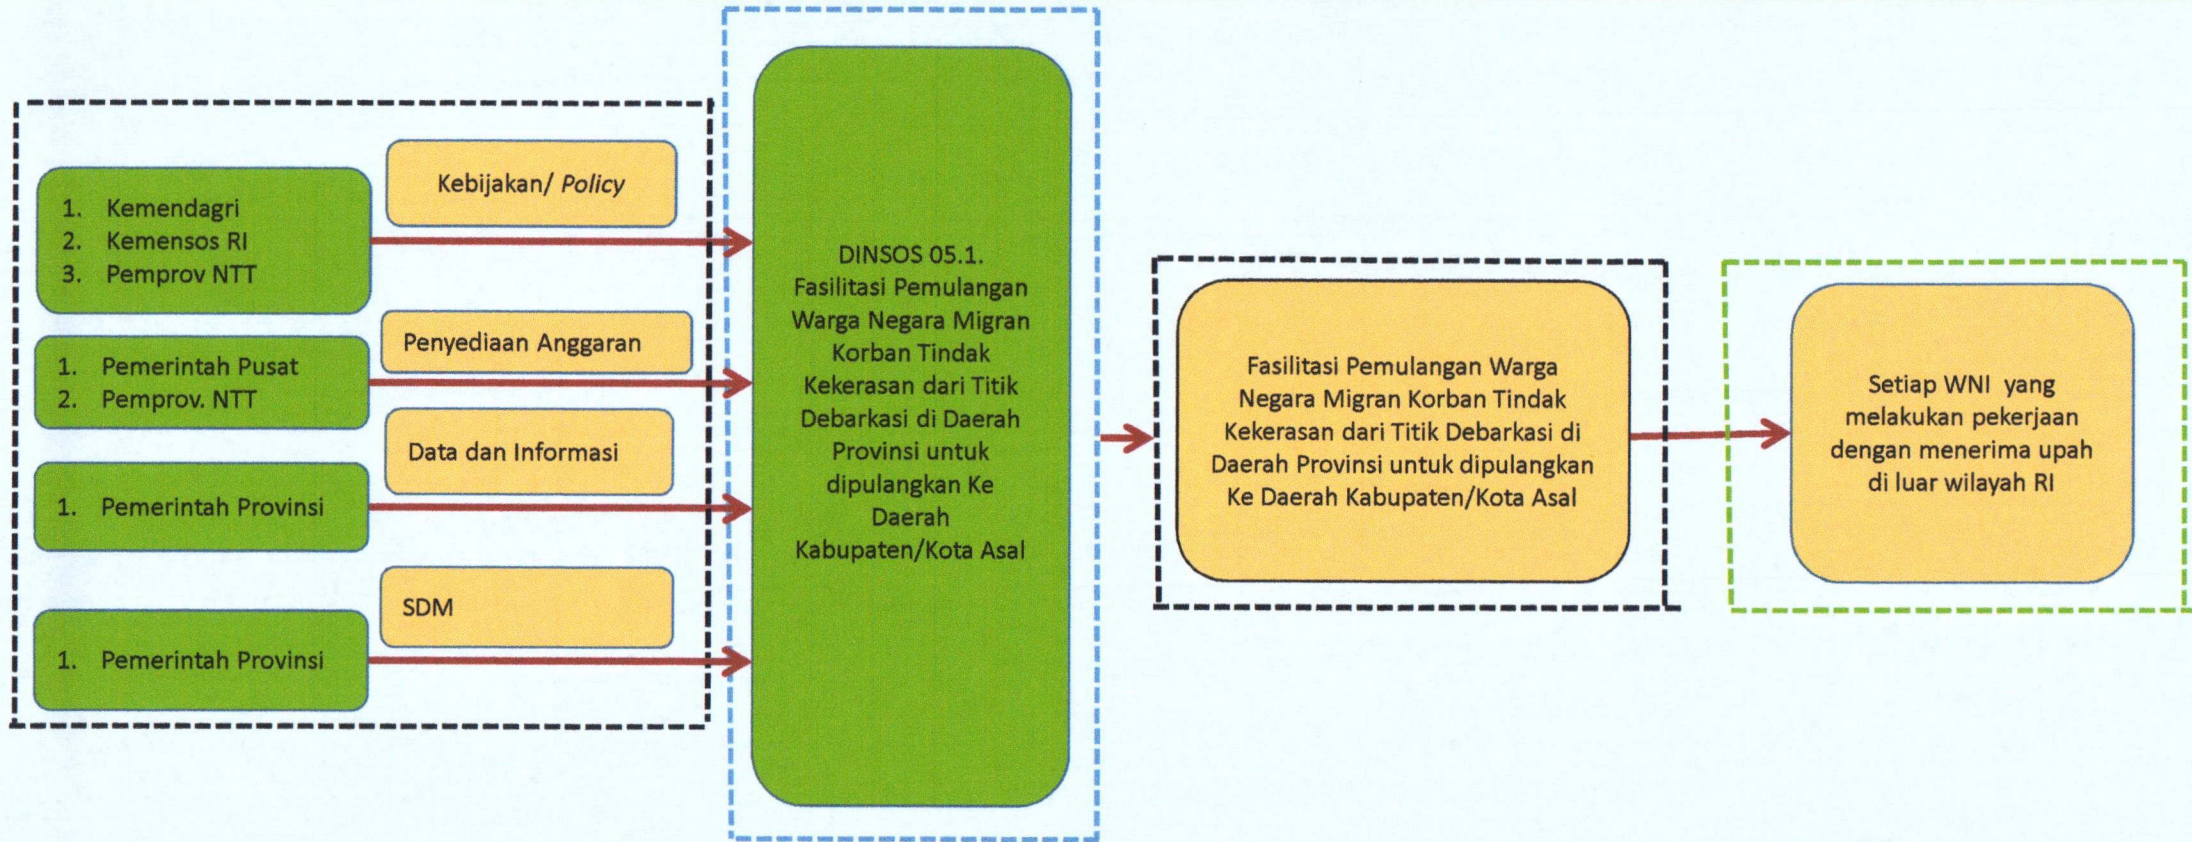 1. Kemendagri
2. Kemensos RI
3. Pemprov NTT
Kebijakan/ Policy
1. Pemerintah Pusat
2. Pemprov. NTT
Penyediaan Anggaran
1. Pemerintah Provinsi
Data dan Informasi
1. Pemerintah Provinsi
SDM
DINSOS 05.1.
Fasilitasi Pemulangan
Warga Negara Migran
Korban Tindak
Kekerasan dari Titik
Debarkasi di Daerah
Provinsi untuk
dipulangkan Ke
Daerah
Kabupaten/Kota Asal
Fasilitasi Pemulangan Warga
Negara Migran Korban Tindak
Kekerasan dari Titik Debarkasi di
Daerah Provinsi untuk dipulangkan
Ke Daerah Kabupaten/Kota Asal
Setiap WNI yang
melakukan pekerjaan
dengan menerima upah
di luar wilayah RI